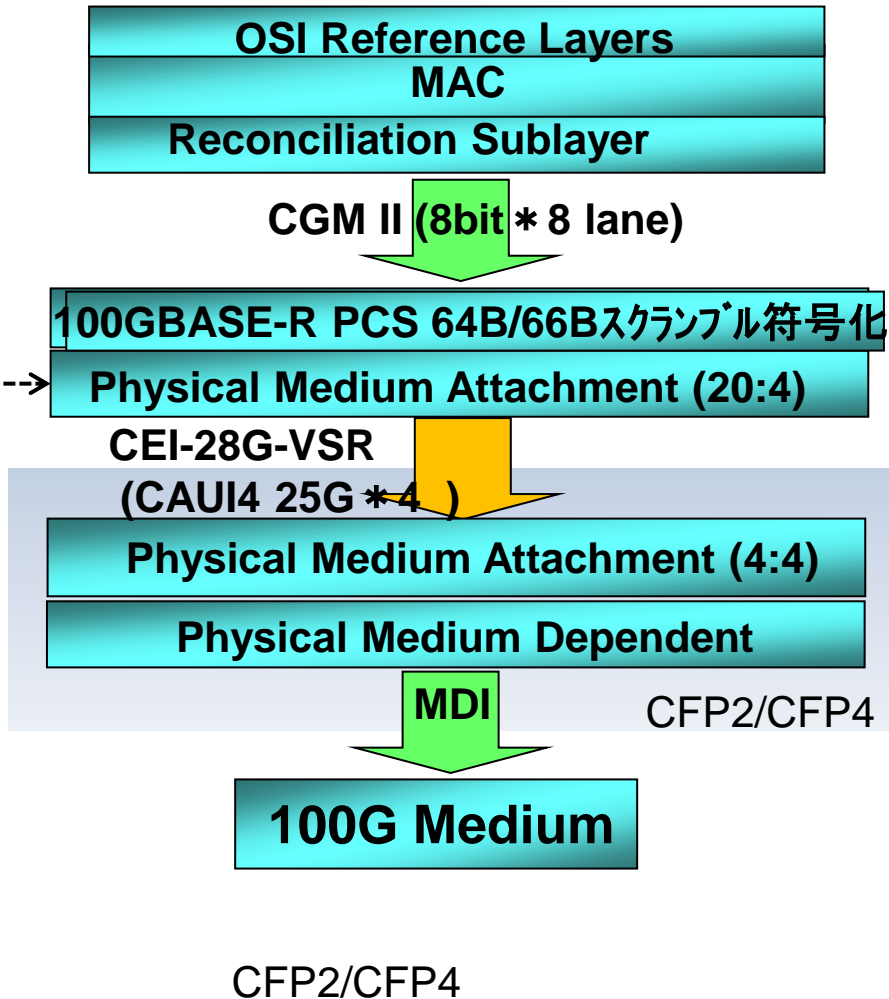 OSI Reference Layers
MAC
Reconciliation Sublayer
CGM II (8bit＊8 lane)
100GBASE-R PCS 64B/66Bｽｸﾗﾝﾌﾞﾙ符号化
Physical Medium Attachment (20:4)
CEI-28G-VSR
(CAUI4 25G＊4 )
Physical Medium Attachment (4:4)
Physical Medium Dependent
MDI
CFP2/CFP4
100G Medium
CFP2/CFP4